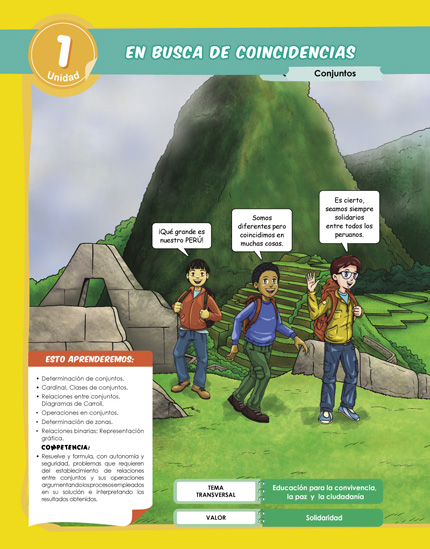 1
Unidad
EN BUSCA DE COINCIDENCIAS
Conjuntos
¡Qué grande es
nuestro PERÚ!
Somos
diferentes pero
coincidimos en
muchas cosas.
Es cierto,
seamos siempre
solidarios
entre todos los
peruanos.
ESTO APRENDEREMOS:
• Determinación de conjuntos.
• Cardinal. Clases de conjuntos.
• Relaciones entre conjuntos.
Diagramas de Carroll.
• Operaciones en conjuntos.
• Determinación de zonas.
• Relaciones binarias: Representación
gráfica.
COMPETENCIA:
• Resuelve y formula, con autonomía y
seguridad, problemas que requieren
del establecimiento de relaciones
entre conjuntos y sus operaciones
argumentando los procesos empleados
en su solución e interpretando los
resultados obtenidos.
TEMA
TRANSVERSAL
Educación para la convivencia,
la paz y la ciudadanía
VALOR
Solidaridad